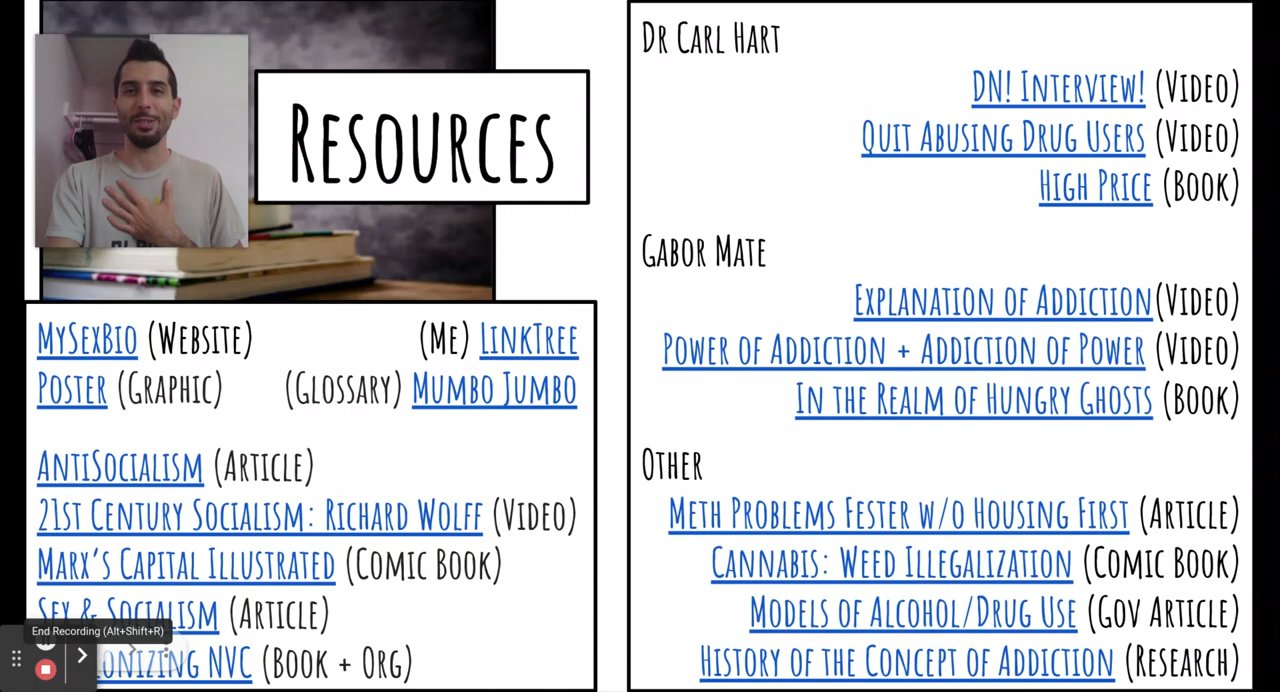 Resources
MySexBio (Website)
(Me) LinkTree
Poster (Graphic)
(Glossary) Mumbo Jumbo
AntiSocialism (Article)
21st Century Socialism: Richard Wolff (Video)
Marx's Capital Illustrated (Comic Book)
Sex & Socialism (Article)
End Recording (Alt+Shift+R)
NVC (Book + Org)
Dr Carl Hart
DN! Interview! (Video)
Quit Abusing Drug Users (Video)
High Price (Book)
Gabor Mate
Explanation of Addiction(Video)
Power of Addiction + Addiction of Power (Video)
In the Realm of Hungry Ghosts (Book)
Other
Meth Problems Fester w/o Housing First (Article)
Cannabis: Weed Illegalization (Comic Book)
Models of Alcohol/Drug Use (Gov Article)
History of the Concept of Addiction (Research)